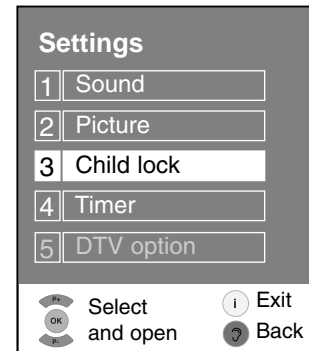 Settings
1 Sound
2 Picture
3 Child lock
4 Timer
5 DTV option
P+
OK
P-
Select
and open
i Exit
Back